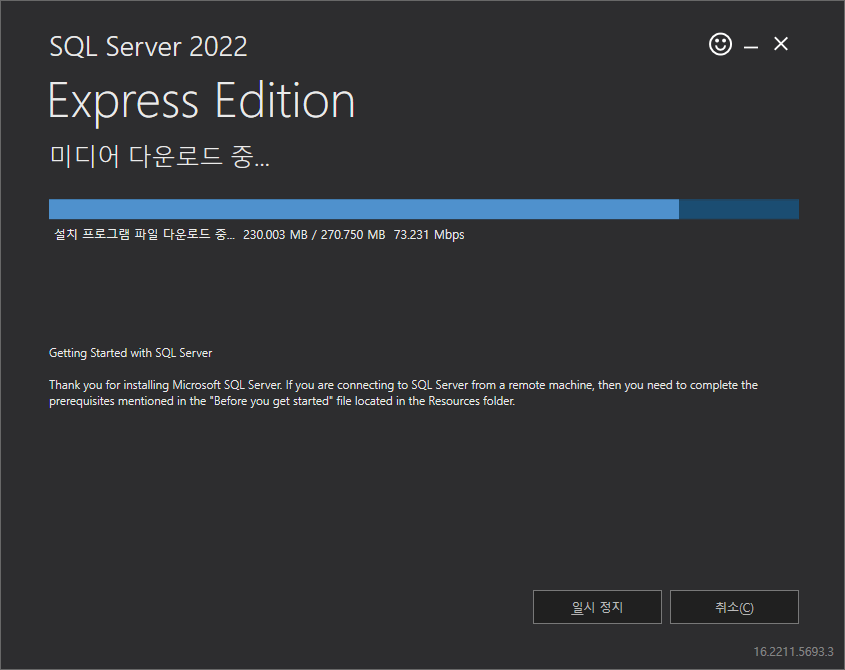 SQL Server 2022
Express Edition
미디어 다운로드 중...
설치 프로그램 파일 다운로드 중... 230.003 MB / 270.750 MB 73.231 Mbps
Getting Started with SQL Server
Thank you for installing Microsoft SQL Server. If you are connecting to SQL Server from a remote machine, then you need to complete the
prerequisites mentioned in the "Before you get started" file located in the Resources folder.
일시 정지
취소(C)
16.2211.5693.3